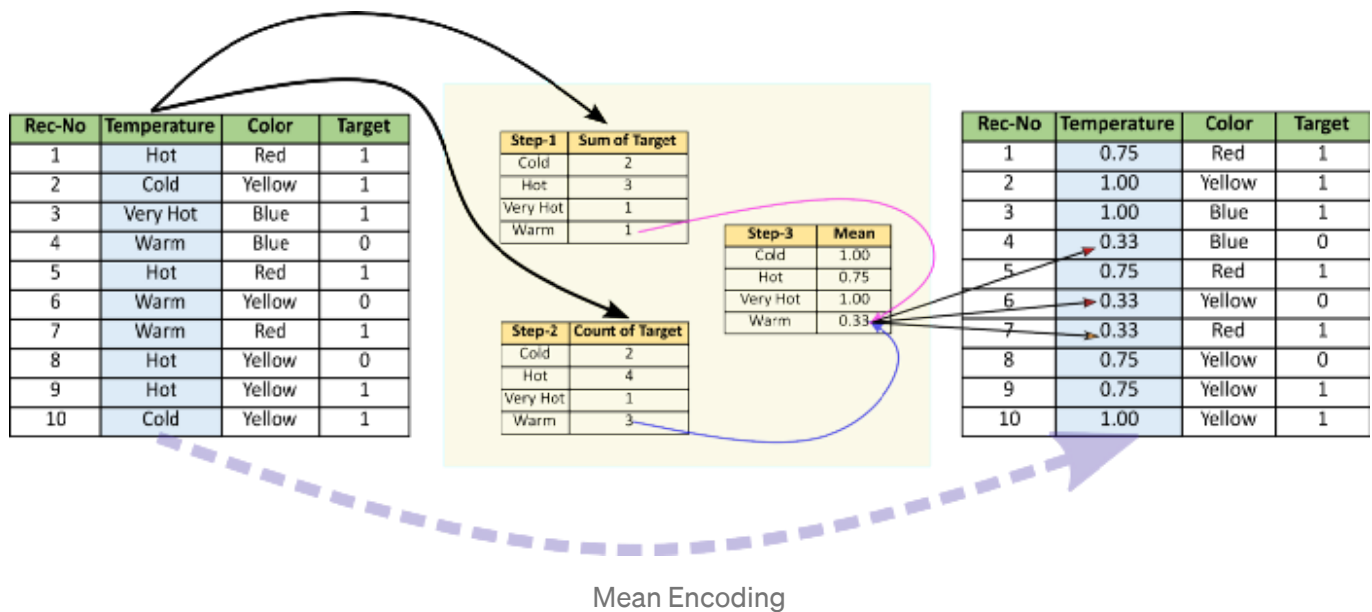 Rec-No Temperature Color Target
1 Hot Red 1
2 Cold Yellow 1
3 Very Hot Blue 1
4 Warm Blue 0
5 Hot Red 1
6 Warm Yellow 0
7 Warm Red 1
8 Hot Yellow 0
9 Hot Yellow 1
10 Cold Yellow 1
Step-1 Sum of Target
Cold 2
Hot 3
Very Hot 1
Warm 1
Step-2 Count of Target
Cold 2
Hot 4
Very Hot 1
Warm 3
Step-3 Mean
Cold 1.00
Hot 0.75
Very Hot 1.00
Warm 0.33
Rec-No Temperature Color Target
1 0.75 Red 1
2 1.00 Yellow 1
3 1.00 Blue 1
4 0.33 Blue 0
5 0.75 Red 1
6 0.33 Yellow 0
7 0.33 Red 1
8 0.75 Yellow 0
9 0.75 Yellow 1
10 1.00 Yellow 1
Mean Encoding